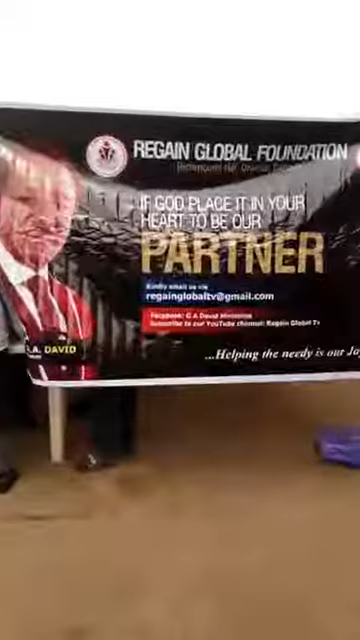 REGAIN GLOBAL FOUNDATION
IF GOD PLACE IT IN YOUR
HEART TO BE OUR
PARTNER
Kindly email us via
regainglobaltv@gmail.com
Facebook: G A David Ministries
Subscribe to our YouTube channel: Regain Global Tv
.A. DAVID
...Helping the needy is our Jo